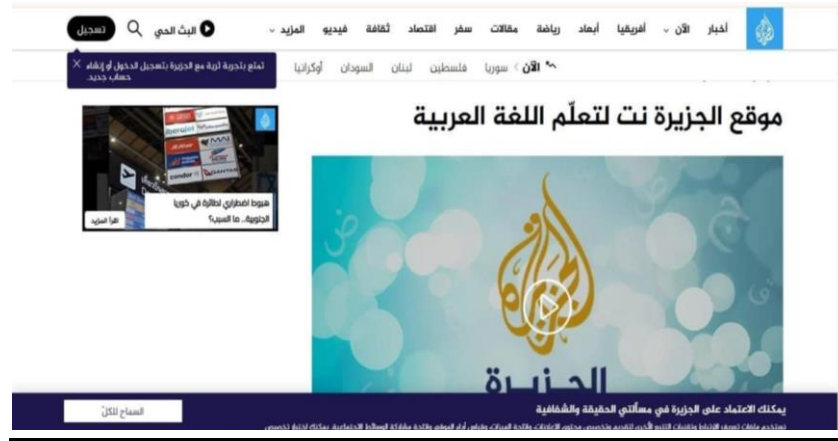 أخبار الآن أفريقيا أبعاد رياضة مقالات سفر اقتصاد ثقافة فيديو المزيد البث الحي تسجيل
الآن سوريا فلسطين لبنان السودان أوكرانيا
تمتع بتجربة ثرية مع الجزيرة بتسجيل الدخول أو إنشاء
حساب جديد.
موقع الجزيرة نت لتعلّم اللغة العربية
MAI
condor
QANTAS
هبوط اضطراري لطائرة في كوريا
الجنوبية.. ما السبب؟
اقرأ المزيد
الجزيرة
يمكنك الاعتماد على الجزيرة في مسألتي الحقيقة والشفافية
السماح للكلّ